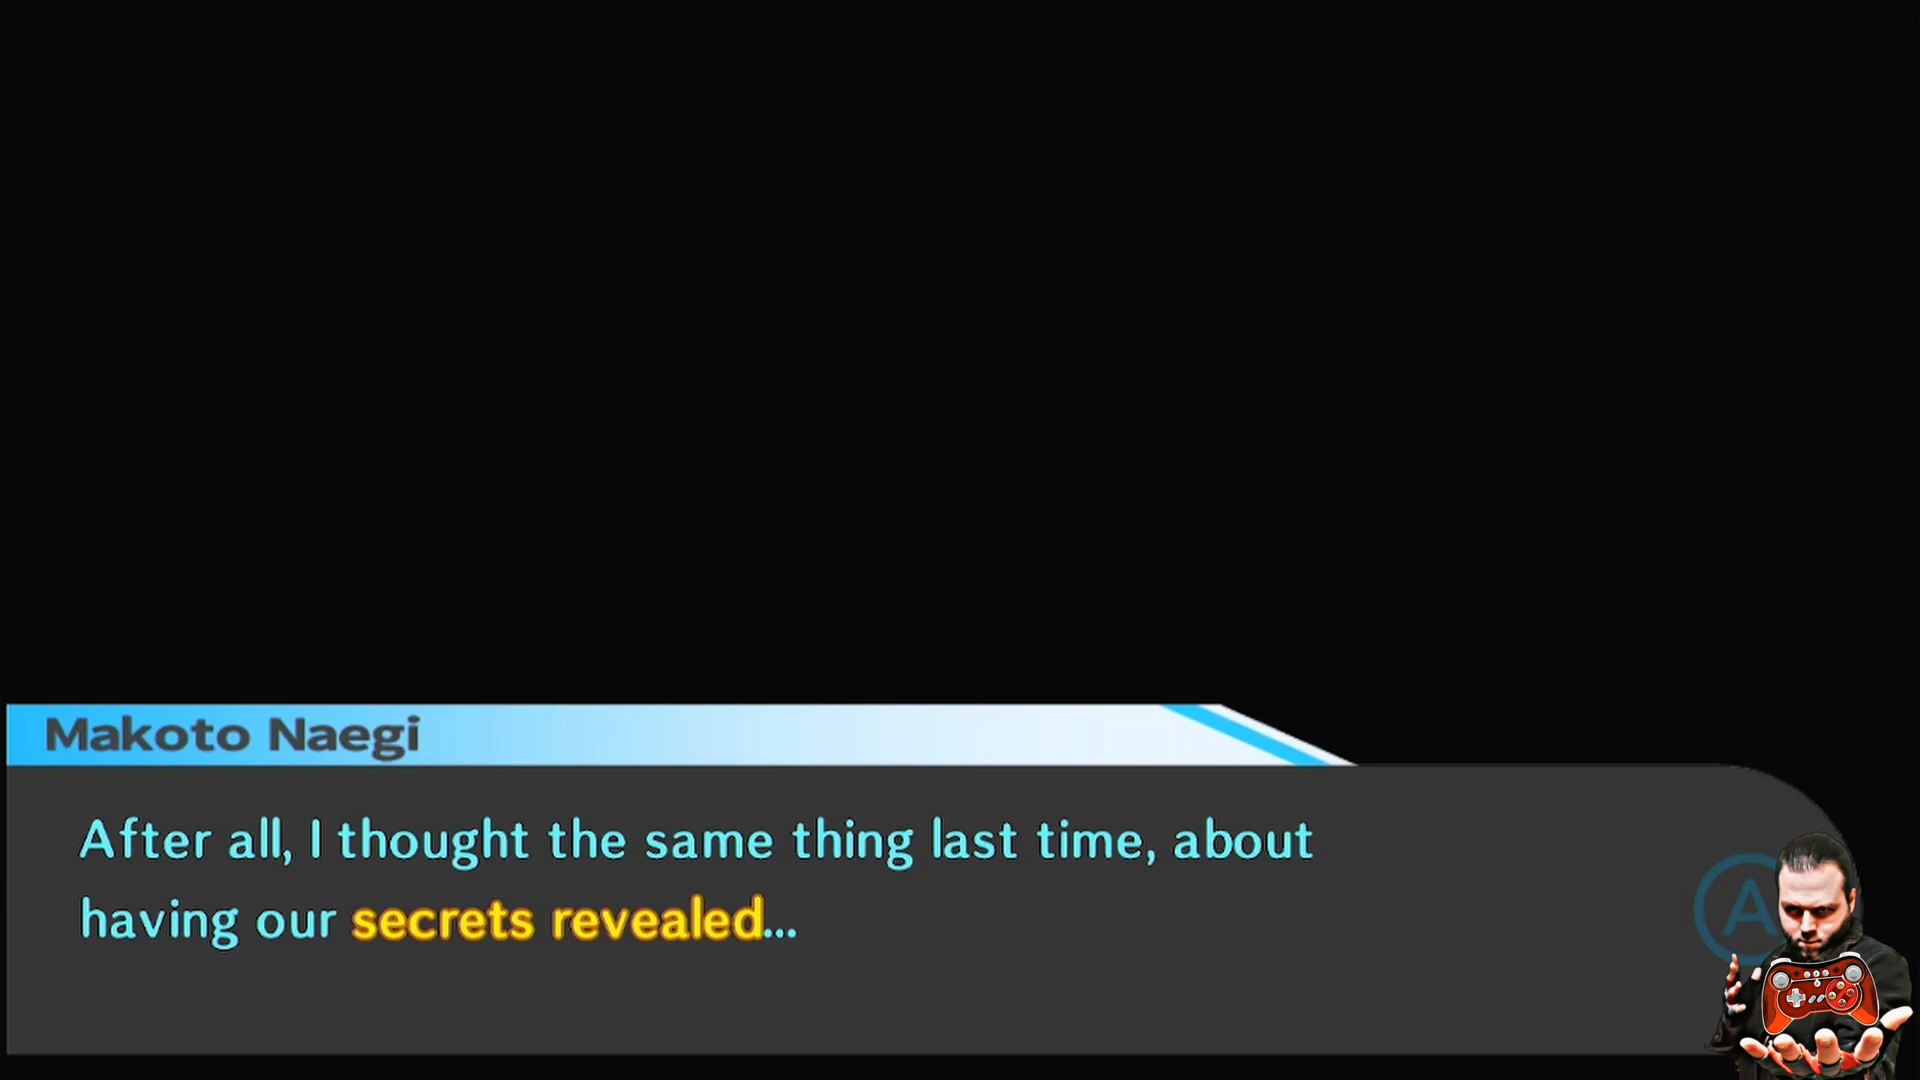 Makoto Naegi
After all, I thought the same thing last time, about
having our secrets revealed...
A